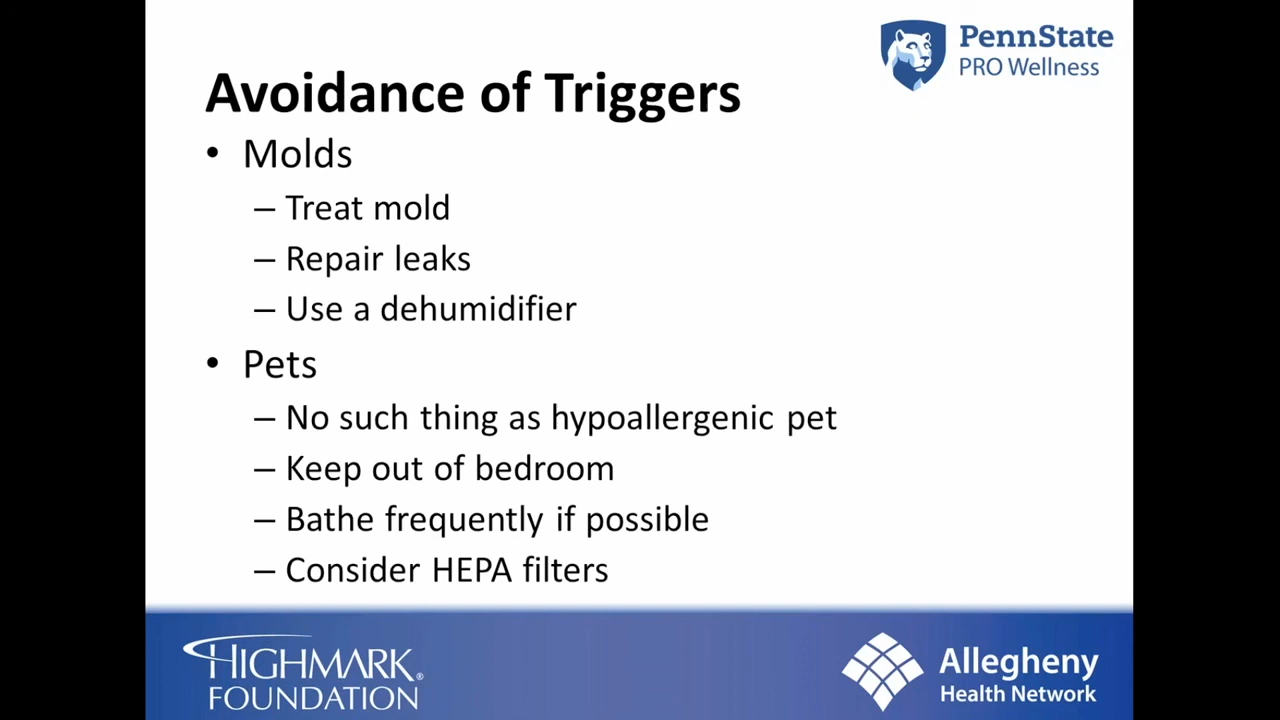 PennState
PRO Wellness
Avoidance of Triggers
• Molds
– Treat mold
– Repair leaks
– Use a dehumidifier
• Pets
– No such thing as hypoallergenic pet
– Keep out of bedroom
– Bathe frequently if possible
– Consider HEPA filters
HIGHMARK®
FOUNDATION
Allegheny
Health Network